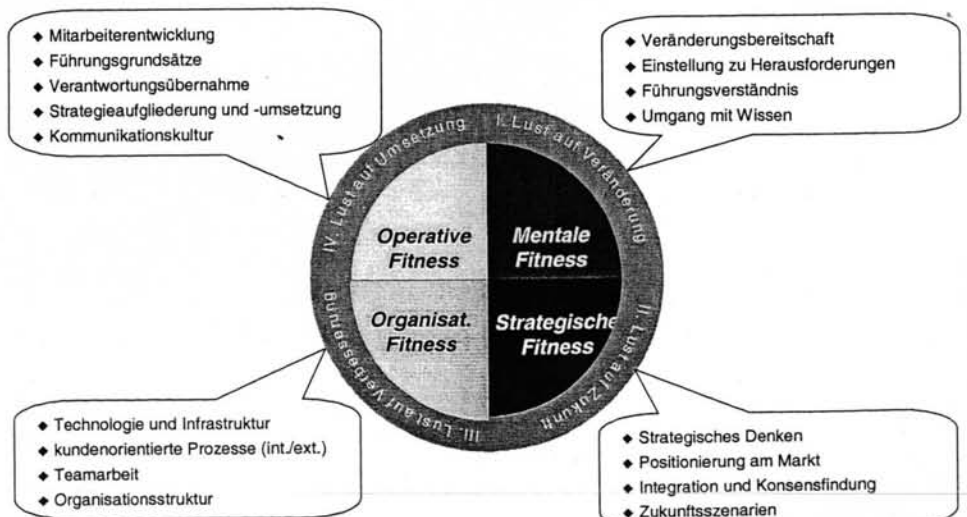 ◆ Mitarbeiterentwicklung
◆ Führungsgrundsätze
◆ Verantwortungsübernahme
◆ Strategieaufgliederung und -umsetzung
◆ Kommunikationskultur
◆ Veränderungsbereitschaft
◆ Einstellung zu Herausforderungen
◆ Führungsverständnis
◆ Umgang mit Wissen
IV. Lust auf Umsetzung
I. Lust auf Veränderung
Operative
Fitness
Mentale
Fitness
Organisat.
Fitness
Strategische
Fitness
III. Lust auf Verbesserung
II. Lust auf Zukunft
◆ Technologie und Infrastruktur
◆ kundenorientierte Prozesse (int./ext.)
◆ Teamarbeit
◆ Organisationsstruktur
◆ Strategisches Denken
◆ Positionierung am Markt
◆ Integration und Konsensfindung
◆ Zukunftsszenarien